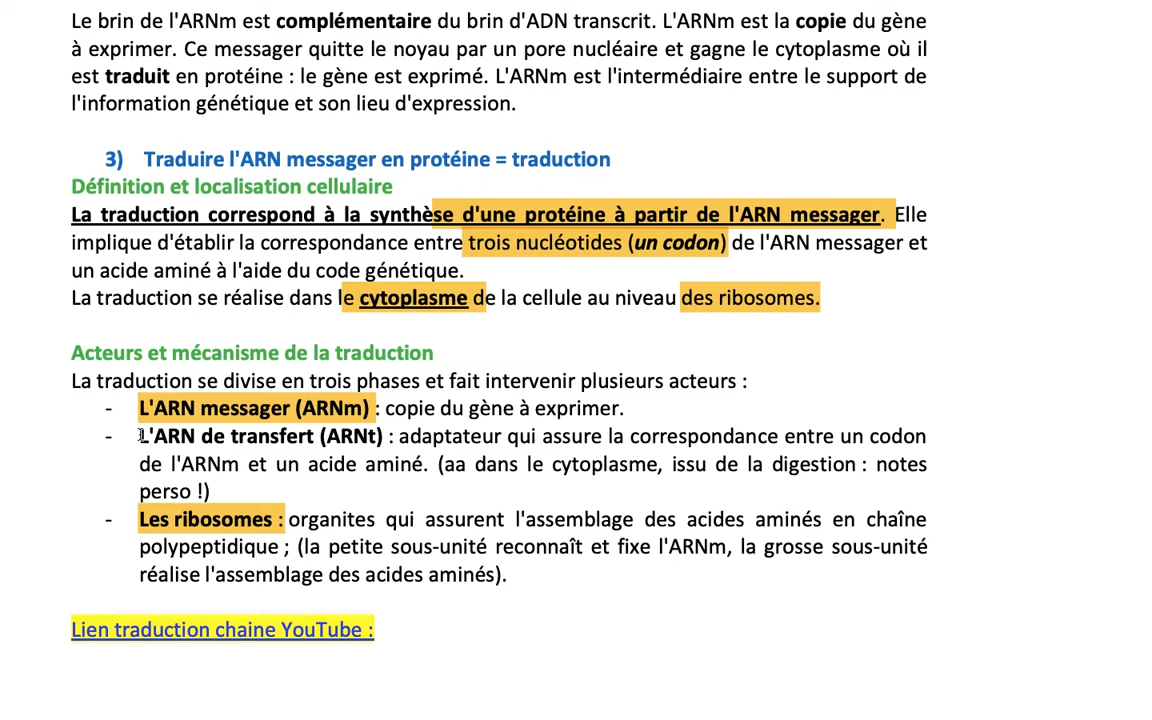 Le brin de l'ARNm est complémentaire du brin d'ADN transcrit. L'ARNm est la copie du gène
à exprimer. Ce messager quitte le noyau par un pore nucléaire et gagne le cytoplasme où il
est traduit en protéine : le gène est exprimé. L'ARNm est l'intermédiaire entre le support de
l'information génétique et son lieu d'expression.
3) Traduire l'ARN messager en protéine = traduction
Définition et localisation cellulaire
La traduction correspond à la synthèse d'une protéine à partir de l'ARN messager. Elle
implique d'établir la correspondance entre trois nucléotides (un codon) de l'ARN messager et
un acide aminé à l'aide du code génétique.
La traduction se réalise dans le cytoplasme de la cellule au niveau des ribosomes.
Acteurs et mécanisme de la traduction
La traduction se divise en trois phases et fait intervenir plusieurs acteurs :
- L'ARN messager (ARNm) : copie du gène à exprimer.
- L'ARN de transfert (ARNt) : adaptateur qui assure la correspondance entre un codon
de l'ARNm et un acide aminé. (aa dans le cytoplasme, issu de la digestion : notes
perso !)
- Les ribosomes : organites qui assurent l'assemblage des acides aminés en chaîne
polypeptidique ; (la petite sous-unité reconnaît et fixe l'ARNm, la grosse sous-unité
réalise l'assemblage des acides aminés).
Lien traduction chaine YouTube :